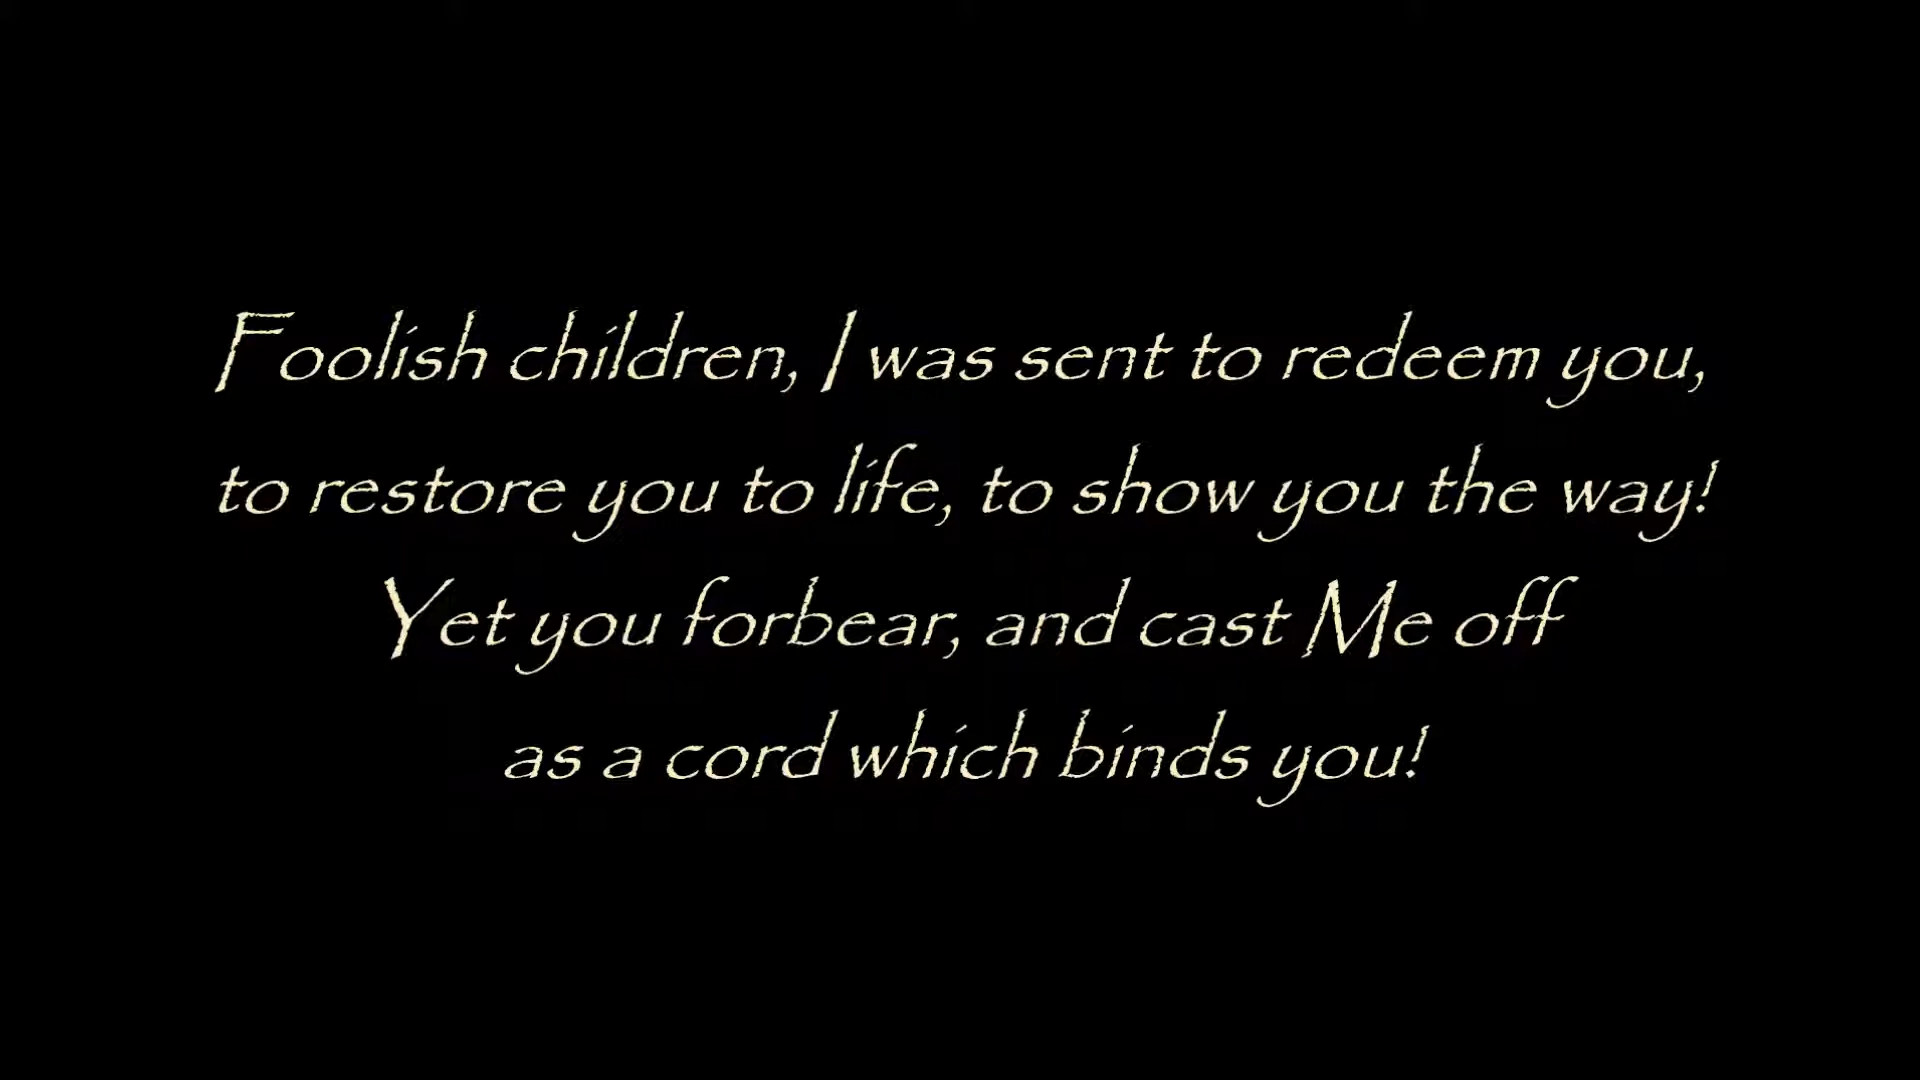 Foolish children, I was sent to redeem you,
to restore you to life, to show you the way!
Yet you forbear, and cast Me off
as a cord which binds you!